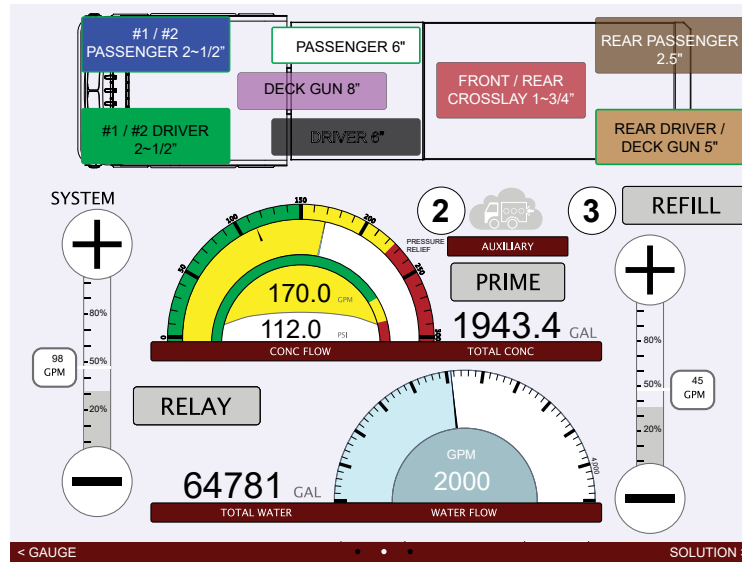 #1 / #2
PASSENGER 2~1/2”
PASSENGER 6"
REAR PASSENGER
2.5"
DECK GUN 8”
FRONT / REAR
CROSSLAY 1~3/4”
#1 / #2 DRIVER
2~1/2”
DRIVER 6"
REAR DRIVER /
DECK GUN 5"
SYSTEM
2
3
REFILL
AUXILIARY
PRESSURE
RELIEF
PRIME
0
50
100
150
200
250
300
170.0 GPM
112.0 PSI
1943.4 GAL
CONC FLOW
TOTAL CONC
80%
50%
20%
98
GPM
80%
50%
20%
45
GPM
RELAY
GPM
2000
4,000
64781 GAL
TOTAL WATER
WATER FLOW
< GAUGE
SOLUTION >